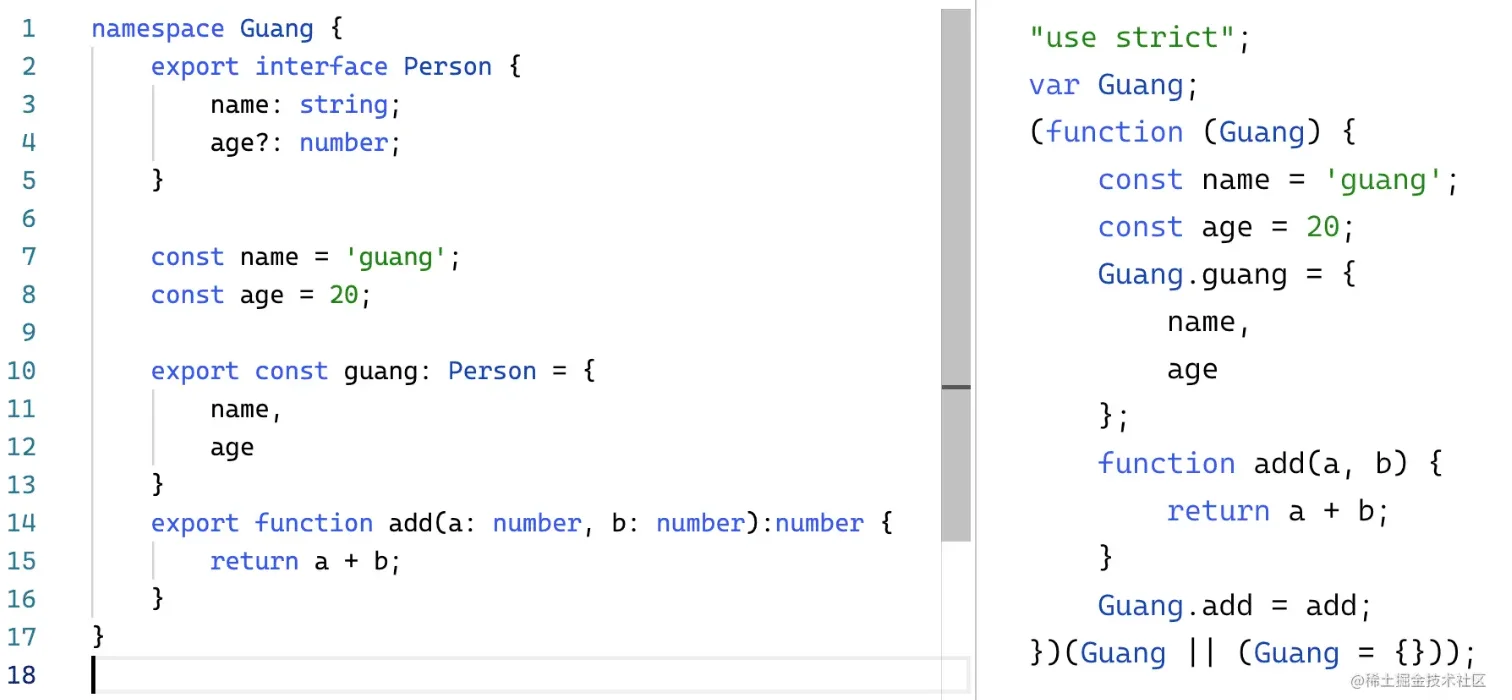 1 namespace Guang {
2     export interface Person {
3         name: string;
4         age?: number;
5     }
6
7     const name = 'guang';
8     const age = 20;
9
10     export const guang: Person = {
11         name,
12         age
13     }
14     export function add(a: number, b: number):number {
15         return a + b;
16     }
17 }
18
"use strict";
var Guang;
(function (Guang) {
    const name = 'guang';
    const age = 20;
    Guang.guang = {
        name,
        age
    };
    function add(a, b) {
        return a + b;
    }
    Guang.add = add;
})(Guang || (Guang = {}));
@稀土掘金技术社区